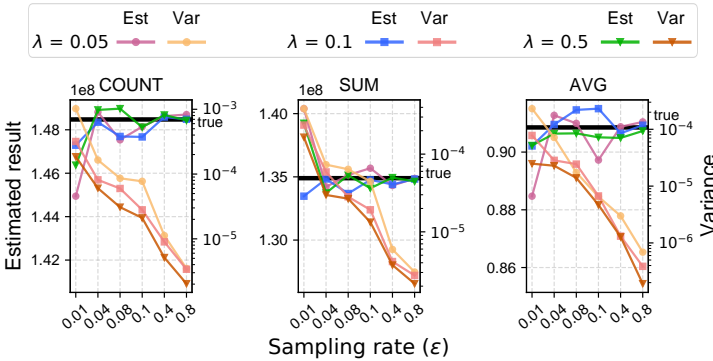 Est Var Est Var Est Var
λ = 0.05 λ = 0.1 λ = 0.5
1e8 COUNT 1e8 SUM AVG
Estimated result
1.48
1.46
1.44
1.42
true
10⁻³
10⁻⁴
10⁻⁵
0.01 0.04 0.08 0.1 0.4 0.8
1.40
1.35
1.30
true
10⁻⁴
10⁻⁵
0.01 0.04 0.08 0.1 0.4 0.8
0.90
0.88
0.86
true
10⁻⁴
10⁻⁵
10⁻⁶
Variance
0.01 0.04 0.08 0.1 0.4 0.8
Sampling rate (ε)